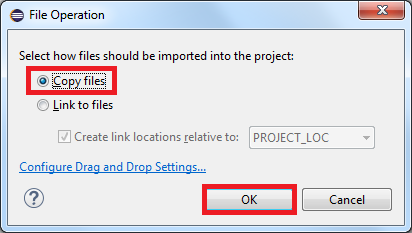 File Operation
Select how files should be imported into the project:
Copy files
Link to files
Create link locations relative to: PROJECT_LOC
Configure Drag and Drop Settings...
? OK Cancel